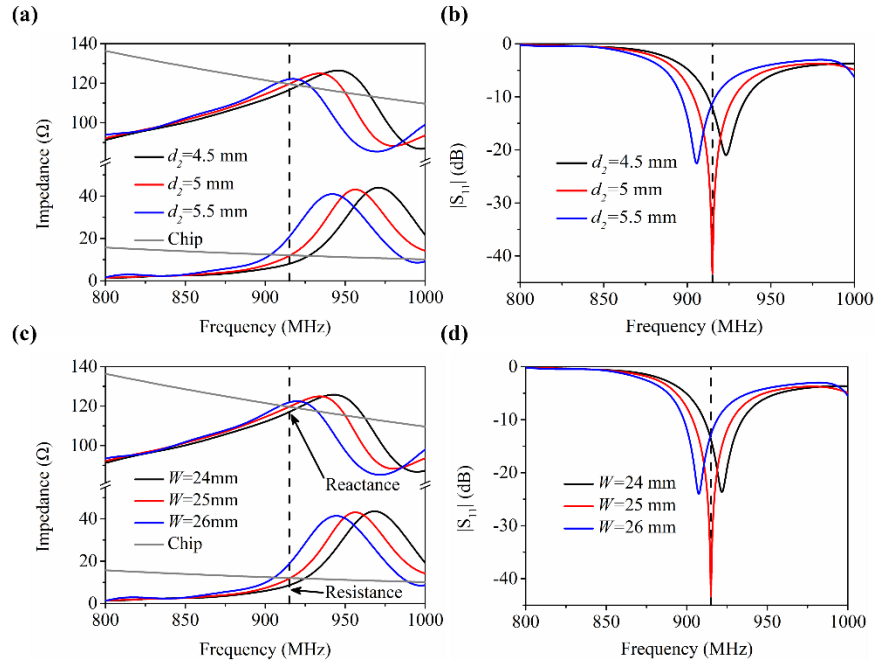 (a)
140
120
100
40
20
0
800
850
900
950
1000
Impedance (Ω)
Frequency (MHz)
d2=4.5 mm
d2=5 mm
d2=5.5 mm
Chip
(b)
0
-10
-20
-30
-40
800
850
900
950
1000
|S11| (dB)
Frequency (MHz)
d2=4.5 mm
d2=5 mm
d2=5.5 mm
(c)
140
120
100
40
20
0
800
850
900
950
1000
Impedance (Ω)
Frequency (MHz)
W=24mm
W=25mm
W=26mm
Chip
Reactance
Resistance
(d)
0
-10
-20
-30
-40
800
850
900
950
1000
|S11| (dB)
Frequency (MHz)
W=24 mm
W=25 mm
W=26 mm